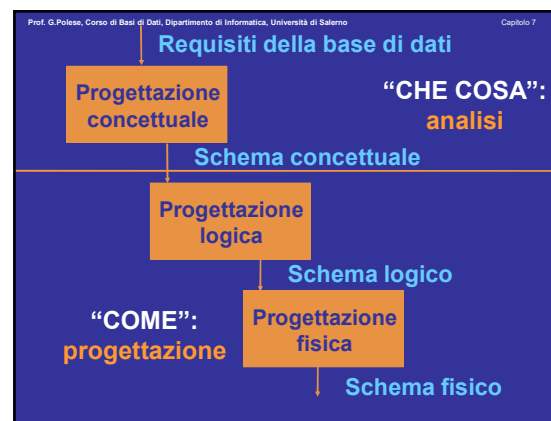 Prof. G.Polese, Corso di Basi di Dati, Dipartimento di Informatica, Università di Salerno
Capitolo 7
Requisiti della base di dati
Progettazione
concettuale
“CHE COSA”:
analisi
Schema concettuale
Progettazione
logica
Schema logico
“COME”:
progettazione
Progettazione
fisica
Schema fisico